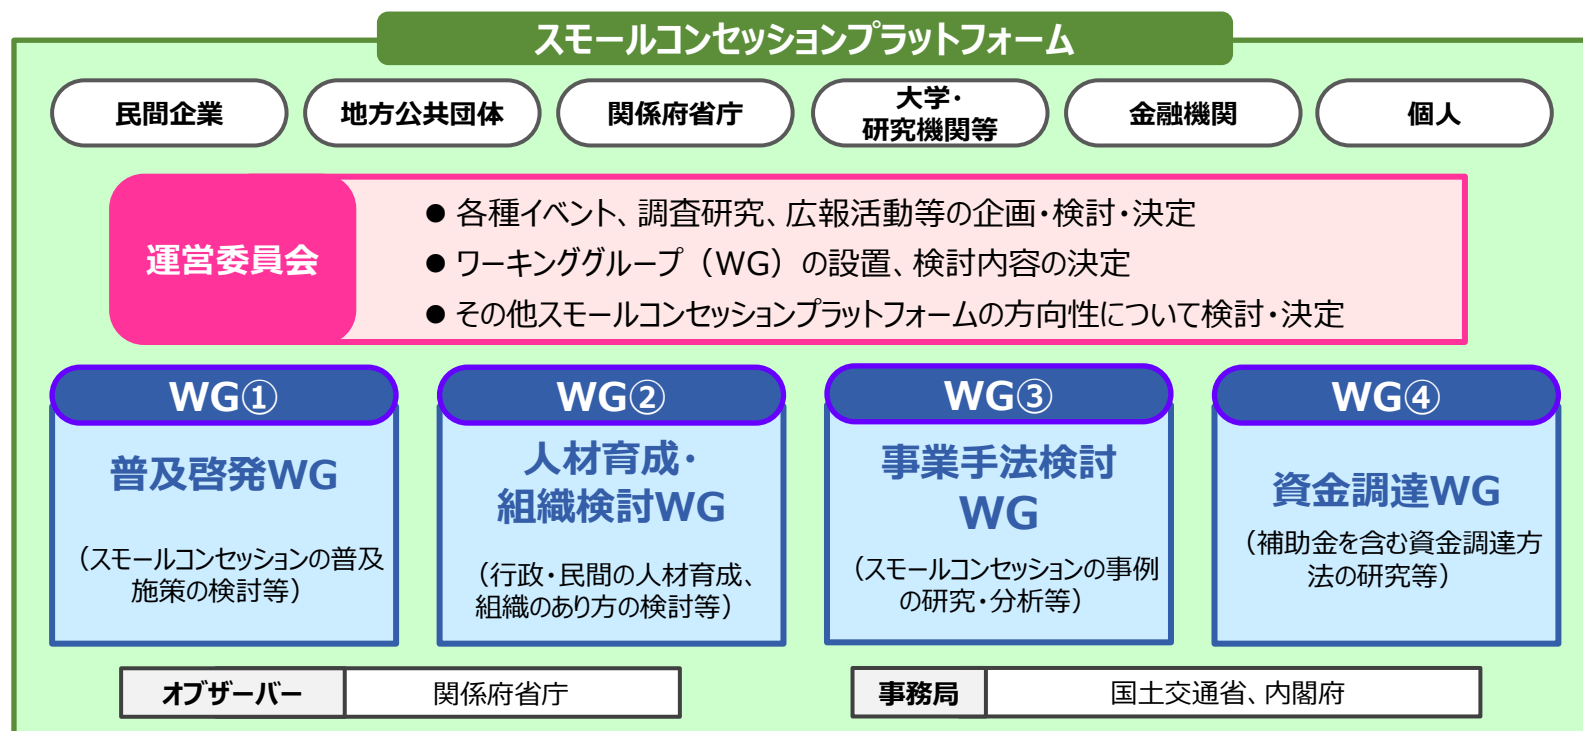 スモールコンセッションプラットフォーム
民間企業
地方公共団体
関係府省庁
大学・
研究機関等
金融機関
個人
運営委員会
● 各種イベント、調査研究、広報活動等の企画・検討・決定
● ワーキンググループ（WG）の設置、検討内容の決定
● その他スモールコンセッションプラットフォームの方向性について検討・決定
WG①
普及啓発WG
（スモールコンセッションの普及
施策の検討等）
WG②
人材育成・
組織検討WG
（行政・民間の人材育成、
組織のあり方の検討等）
WG③
事業手法検討
WG
（スモールコンセッションの事例
の研究・分析等）
WG④
資金調達WG
（補助金を含む資金調達方
法の研究等）
オブザーバー
関係府省庁
事務局
国土交通省、内閣府